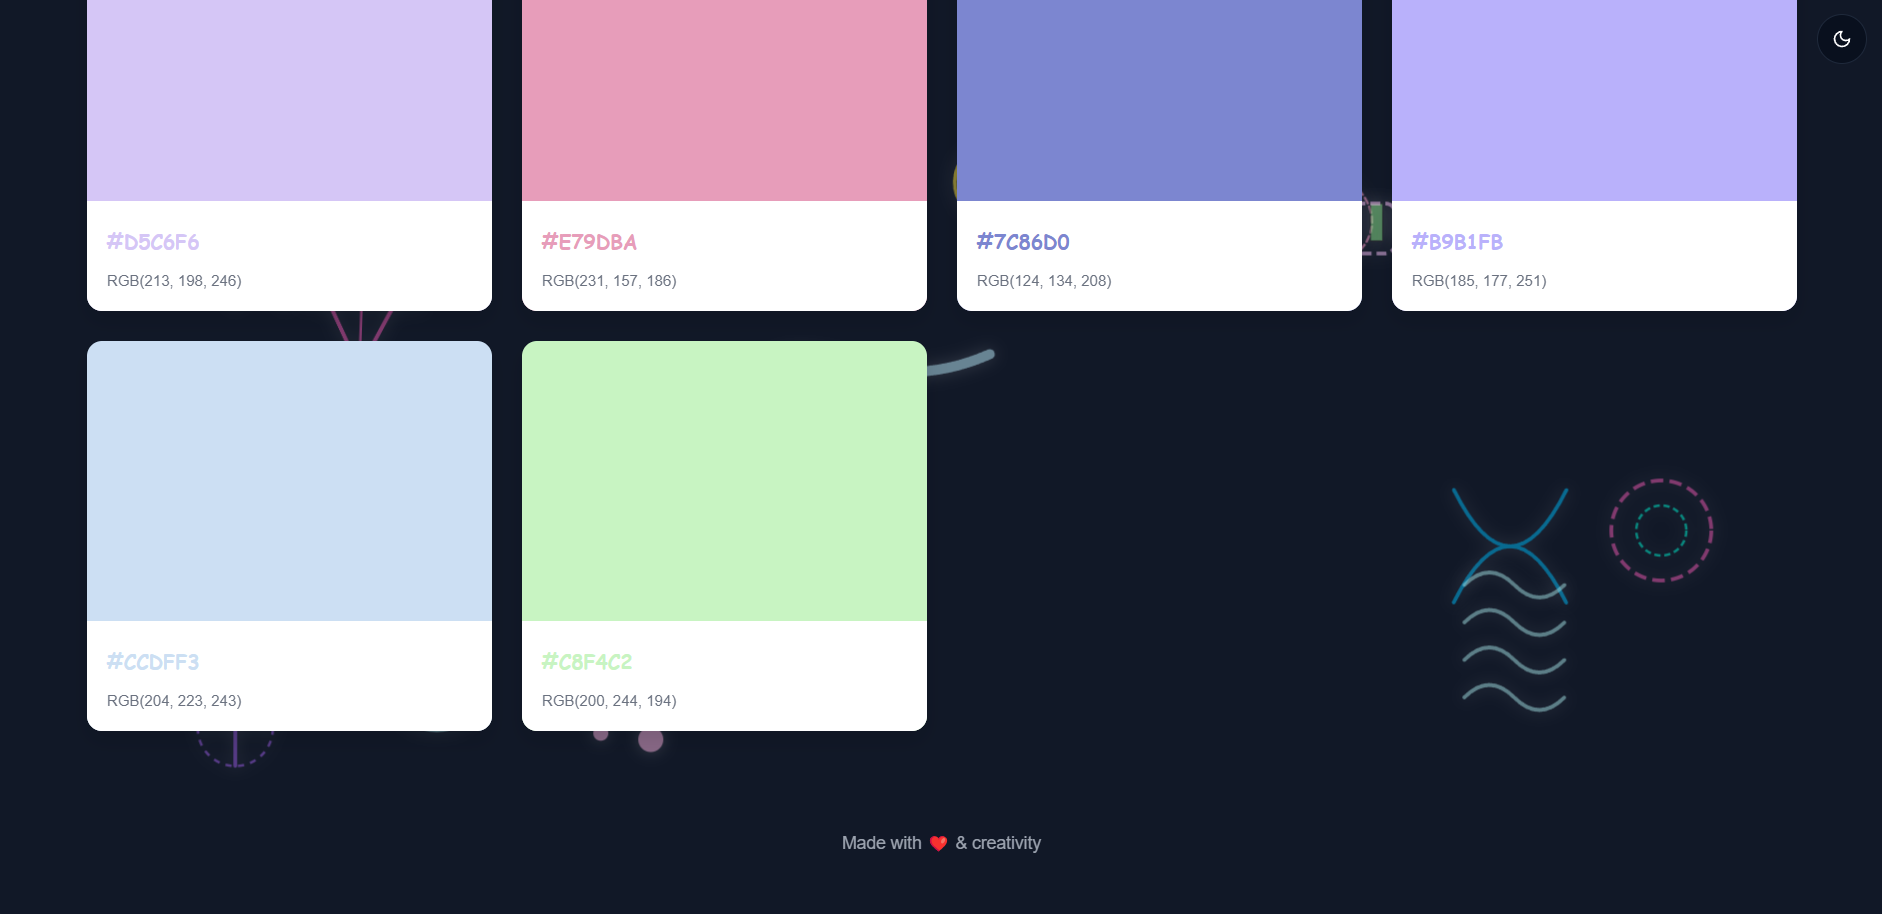 #D5C6F6
RGB(213, 198, 246)
#E79DBA
RGB(231, 157, 186)
#7C86D0
RGB(124, 134, 208)
#B9B1FB
RGB(185, 177, 251)
#CCDFF3
RGB(204, 223, 243)
#C8F4C2
RGB(200, 244, 194)
Made with ❤️ & creativity